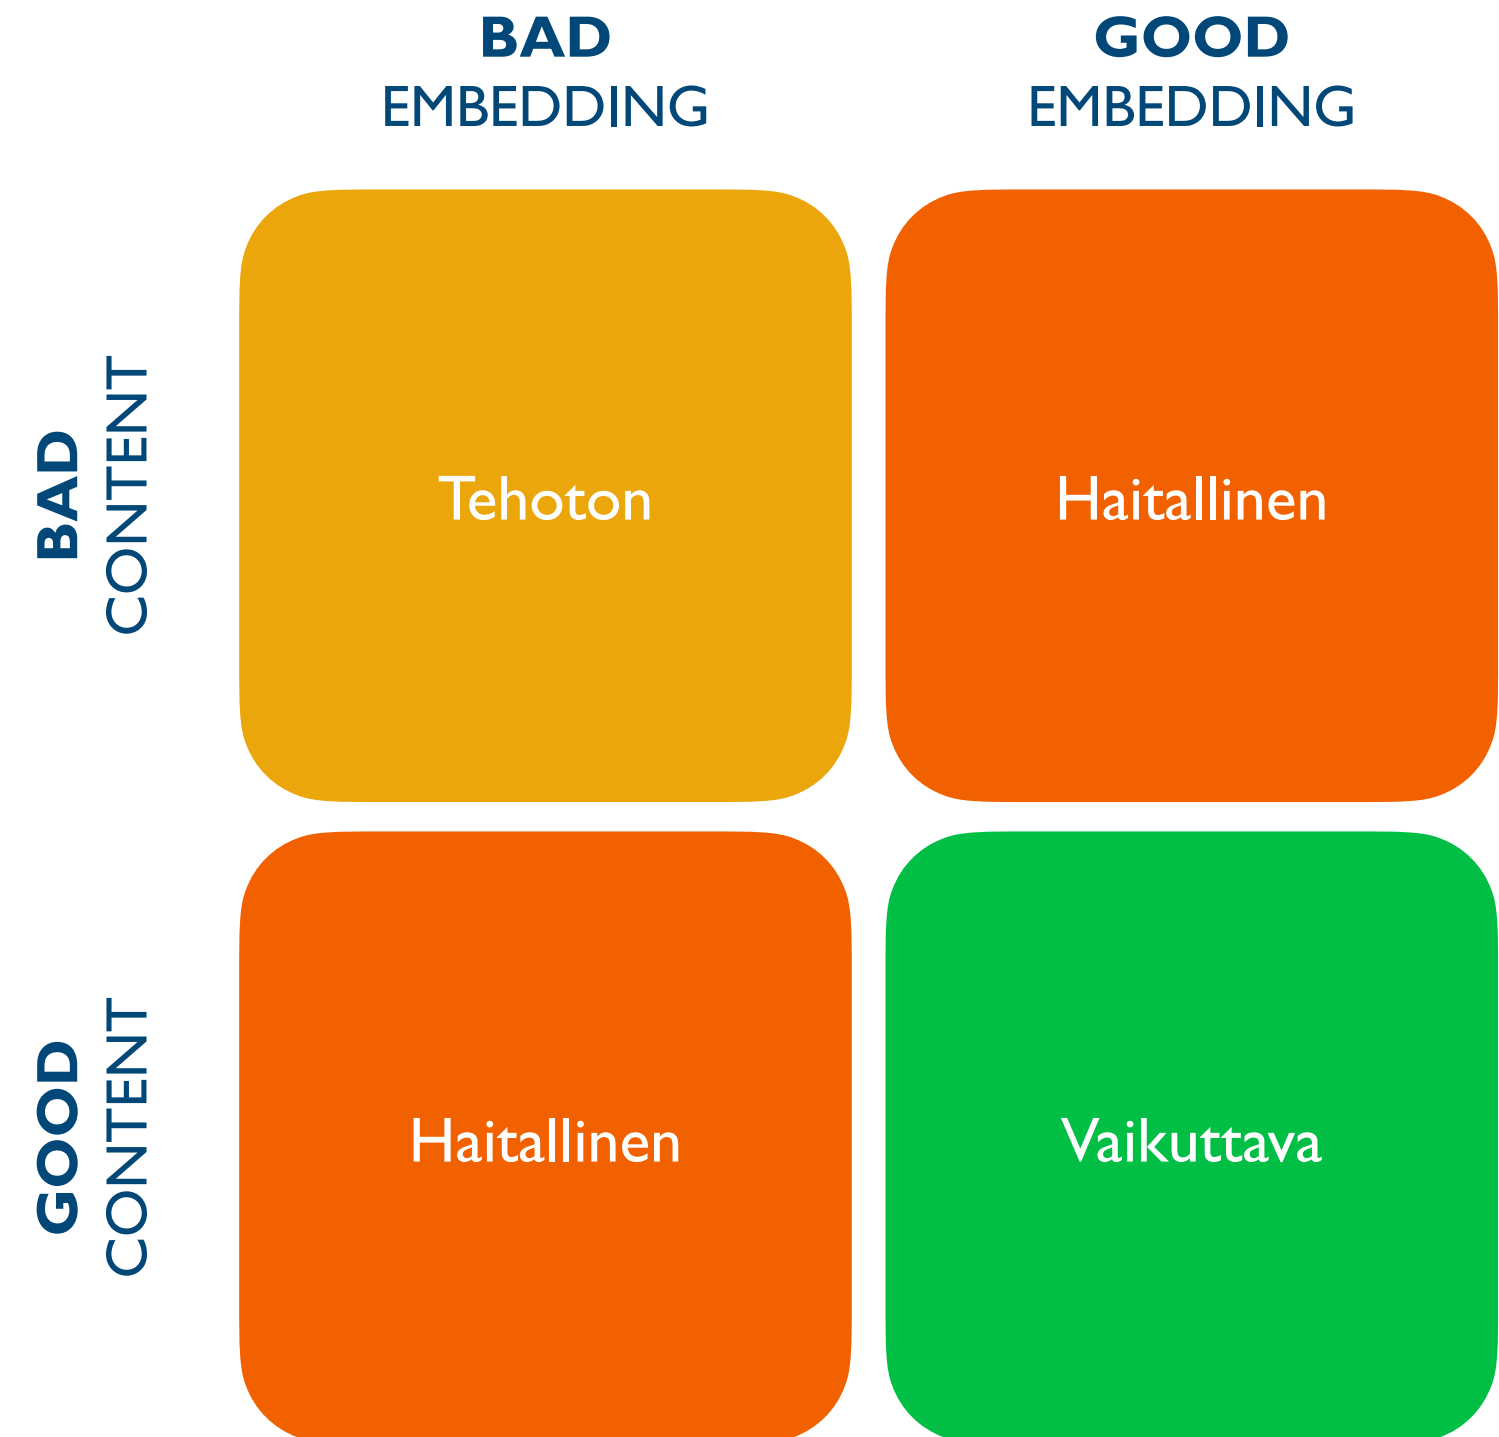 BAD
EMBEDDING
GOOD
EMBEDDING
BAD
CONTENT
Tehoton
Haitallinen
GOOD
CONTENT
Haitallinen
Vaikuttava